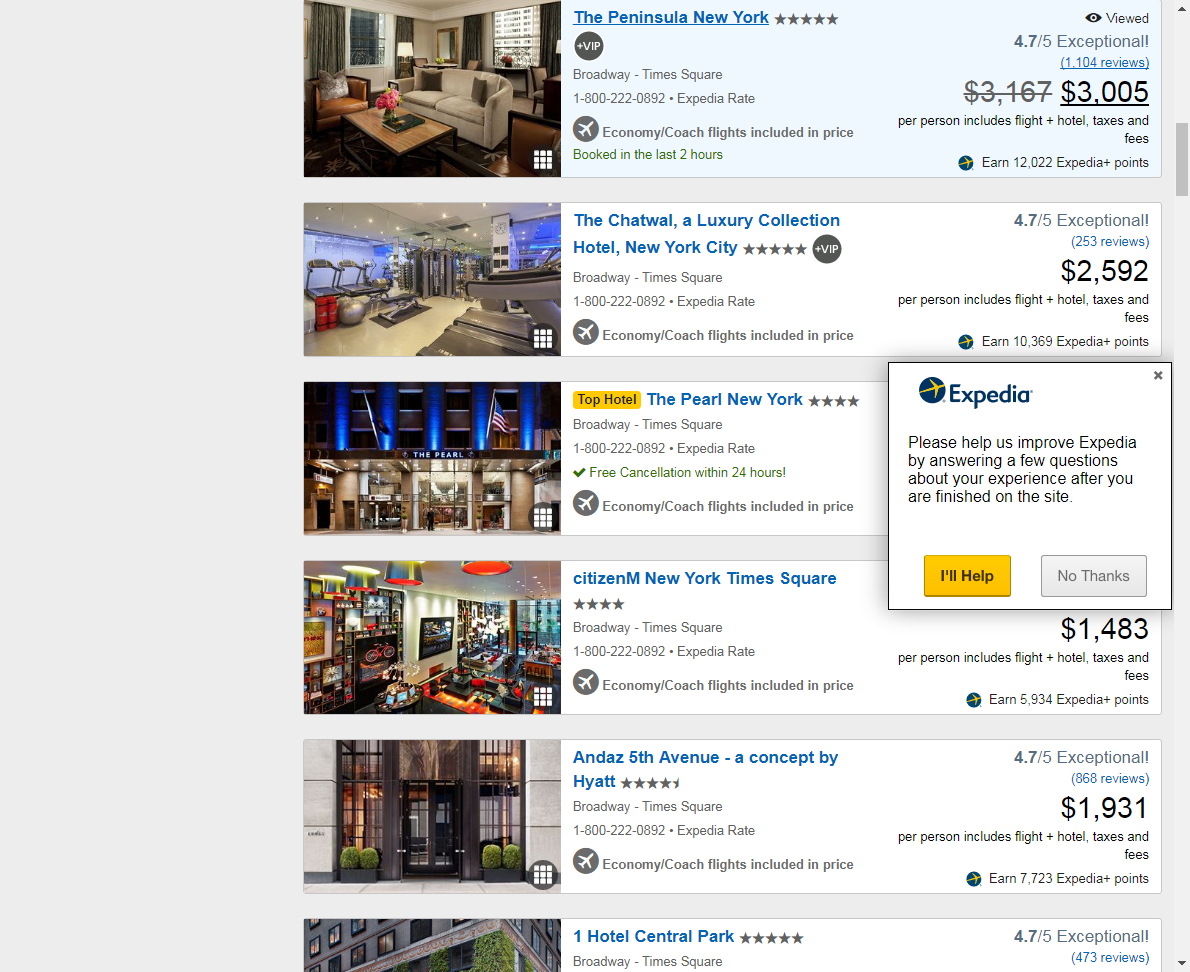 The Peninsula New York
Viewed
+VIP
4.7/5 Exceptional!
(1,104 reviews)
Broadway - Times Square
$3,167 $3,005
1-800-222-0892 • Expedia Rate
per person includes flight + hotel, taxes and
fees
Economy/Coach flights included in price
Booked in the last 2 hours
Earn 12,022 Expedia+ points
The Chatwal, a Luxury Collection
Hotel, New York City
+VIP
4.7/5 Exceptional!
(253 reviews)
Broadway - Times Square
$2,592
1-800-222-0892 • Expedia Rate
per person includes flight + hotel, taxes and
fees
Economy/Coach flights included in price
Earn 10,369 Expedia+ points
THE PEARL
Top Hotel The Pearl New York
Broadway - Times Square
1-800-222-0892 • Expedia Rate
Free Cancellation within 24 hours!
Economy/Coach flights included in price
Expedia
Please help us improve Expedia
by answering a few questions
about your experience after you
are finished on the site.
I'll Help
No Thanks
citizenM New York Times Square
Broadway - Times Square
1-800-222-0892 • Expedia Rate
$1,483
per person includes flight + hotel, taxes and
fees
Economy/Coach flights included in price
Earn 5,934 Expedia+ points
Andaz 5th Avenue - a concept by
Hyatt
4.7/5 Exceptional!
(868 reviews)
Broadway - Times Square
$1,931
1-800-222-0892 • Expedia Rate
per person includes flight + hotel, taxes and
fees
Economy/Coach flights included in price
Earn 7,723 Expedia+ points
1 Hotel Central Park
4.7/5 Exceptional!
(473 reviews)
Broadway - Times Square